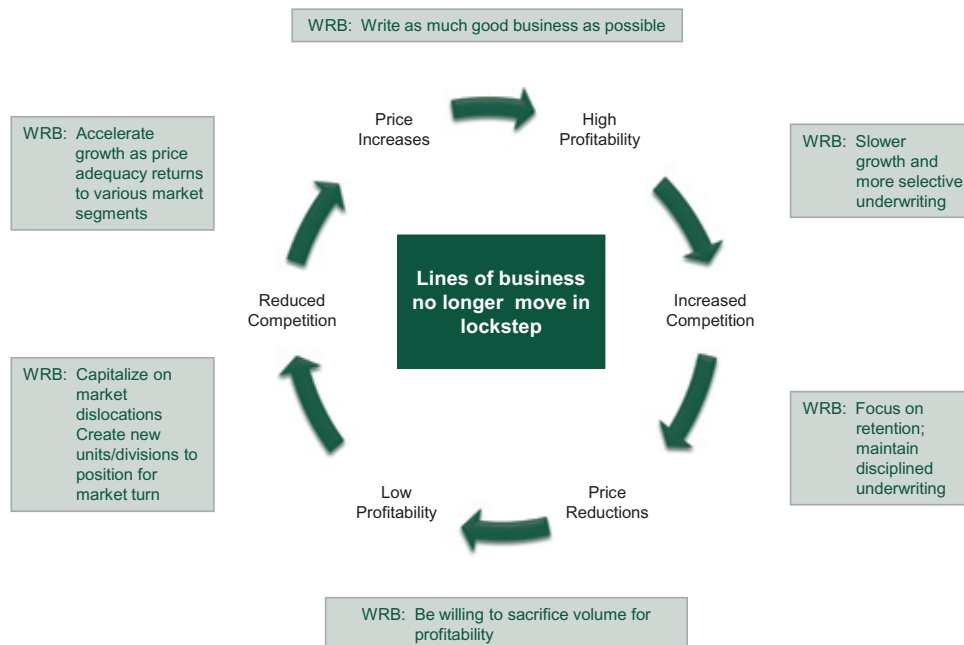 WRB: Write as much good business as possible
Price
Increases
High
Profitability
WRB: Accelerate
growth as price
adequacy returns
to various market
segments
WRB: Slower
growth and
more selective
underwriting
Lines of business
no longer move in
lockstep
Reduced
Competition
Increased
Competition
WRB: Capitalize on
market
dislocations
Create new
units/divisions to
position for
market turn
WRB: Focus on
retention;
maintain
disciplined
underwriting
Low
Profitability
Price
Reductions
WRB: Be willing to sacrifice volume for
profitability